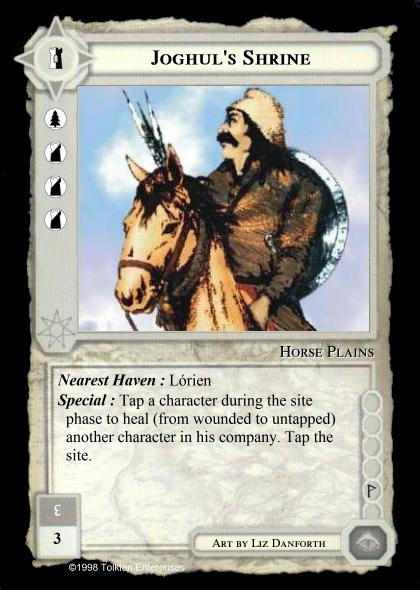 JOGHUL'S SHRINE
HORSE PLAINS
Nearest Haven : Lórien
Special : Tap a character during the site
phase to heal (from wounded to untapped)
another character in his company. Tap the
site.
ε
3
ART BY LIZ DANFORTH
©1998 Tolkien Enterprises